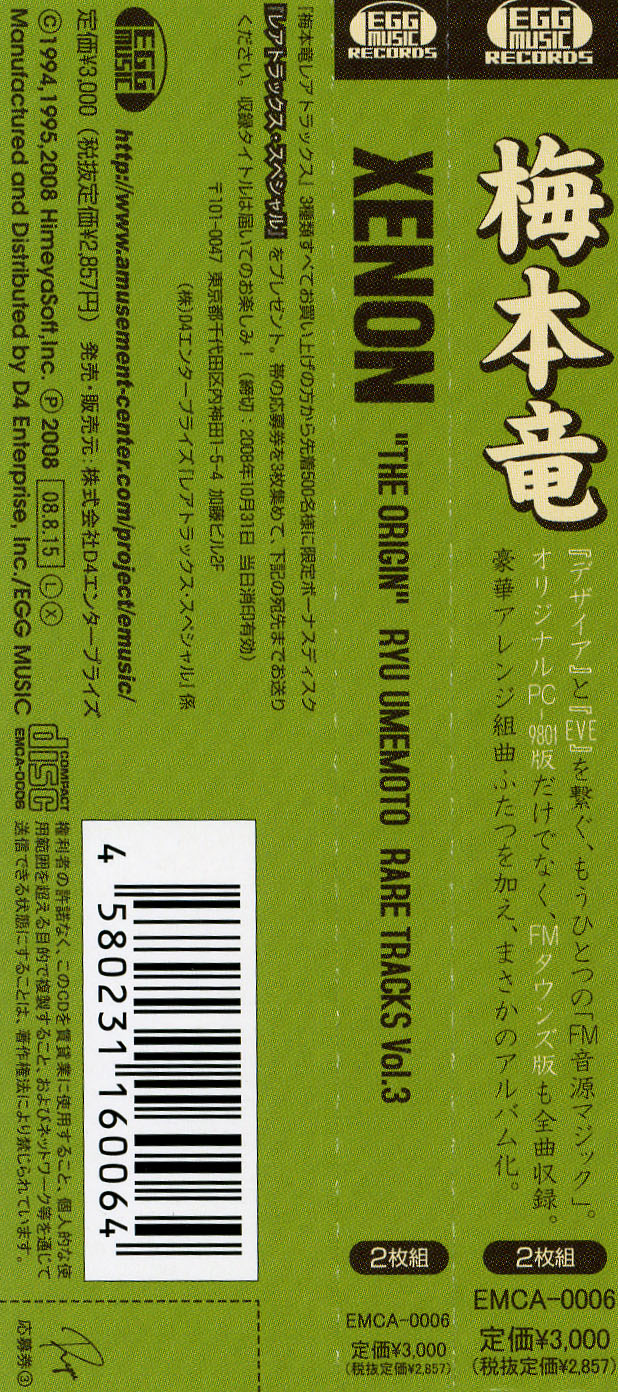 EGG
MUSIC
RECORDS
梅本竜
『デザイア』と『EVE』を繋ぐ、もうひとつの「FM音源マジック」。
オリジナルPC-9801版だけでなく、FMタウンズ版も全曲収録。
豪華アレンジ組曲ふたつを加え、まさかのアルバム化。
2枚組
EMCA-0006
定価¥3,000
(税抜定価¥2,857)
EGG
MUSIC
RECORDS
XENON "THE ORIGIN" RYU UMEMOTO RARE TRACKS Vol.3
2枚組
EMCA-0006
定価¥3,000
(税抜定価¥2,857)
『梅本竜レアトラックス』3種類すべてお買い上げの方から先着500名様に限定ボーナスディスク
『レアトラックス・スペシャル』をプレゼント。帯の応募券を3枚集めて、下記の宛先までお送り
ください。収録タイトルは届いてのお楽しみ！（締切：2008年10月31日 当日消印有効）
〒101-0047 東京都千代田区内神田1-5-4 加藤ビル2F
(株)D4エンタープライズ『レアトラックス・スペシャル』係
EGG
MUSIC
http://www.amusement-center.com/project/emusic/
定価¥3,000（税抜定価¥2,857円）発売・販売元：株式会社D4エンタープライズ
©1994,1995,2008 HimeyaSoft,Inc. Ⓟ2008 08.8.15 Ⓛ Ⓧ
Manufactured and Distributed by D4 Enterprise, Inc./EGG MUSIC
COMPACT
disc
EMCA-0006
4 580231 160064
権利者の許諾なく、このCDを賃貸業に使用すること、個人的な使
用範囲を超える目的で複製すること、およびネットワーク等を通じて
送信できる状態にすることは、著作権法により禁じられています。
応募券③